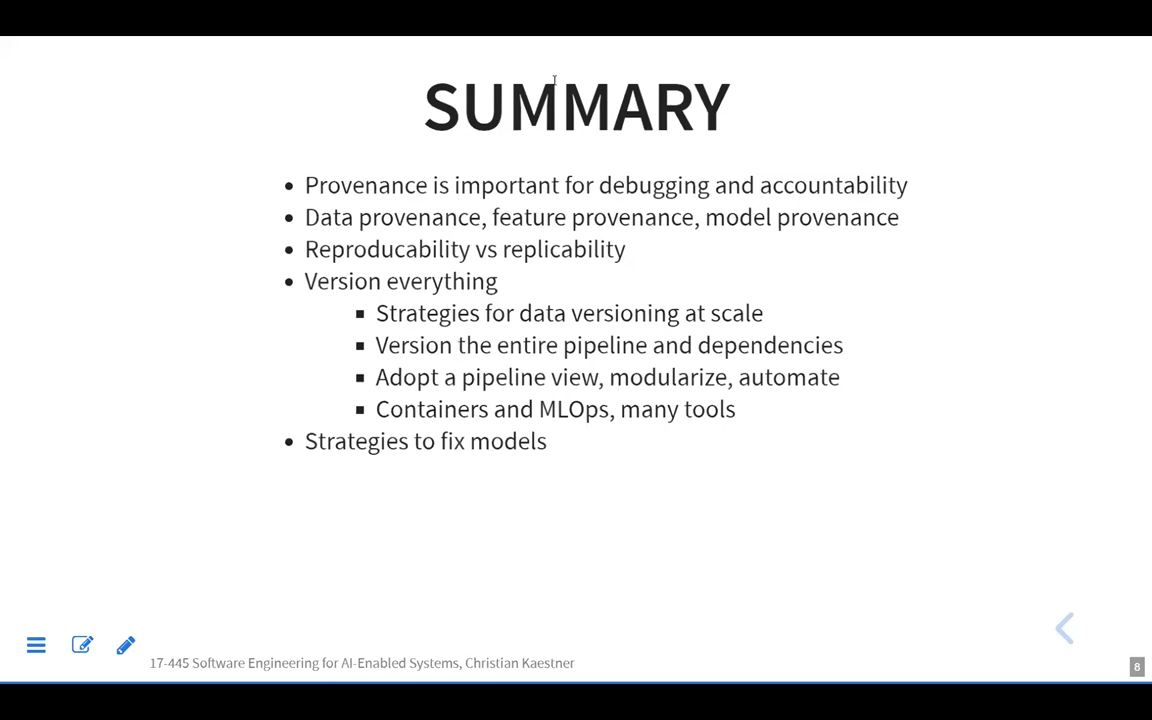 SUMMARY
Provenance is important for debugging and accountability
Data provenance, feature provenance, model provenance
Reproducability vs replicability
Version everything
Strategies for data versioning at scale
Version the entire pipeline and dependencies
Adopt a pipeline view, modularize, automate
Containers and MLOps, many tools
Strategies to fix models
17-445 Software Engineering for AI-Enabled Systems, Christian Kaestner
8